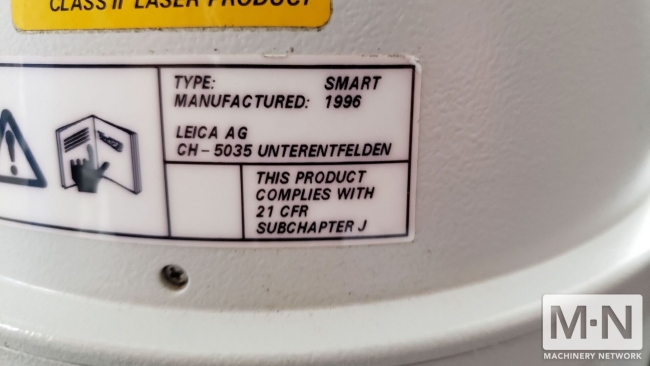 CLASS II LASER PRODUCT
TYPE: SMART
MANUFACTURED: 1996
LEICA AG
CH – 5035 UNTERENTFELDEN
THIS PRODUCT
COMPLIES WITH
21 CFR
SUBCHAPTER J
M·N
MACHINERY NETWORK